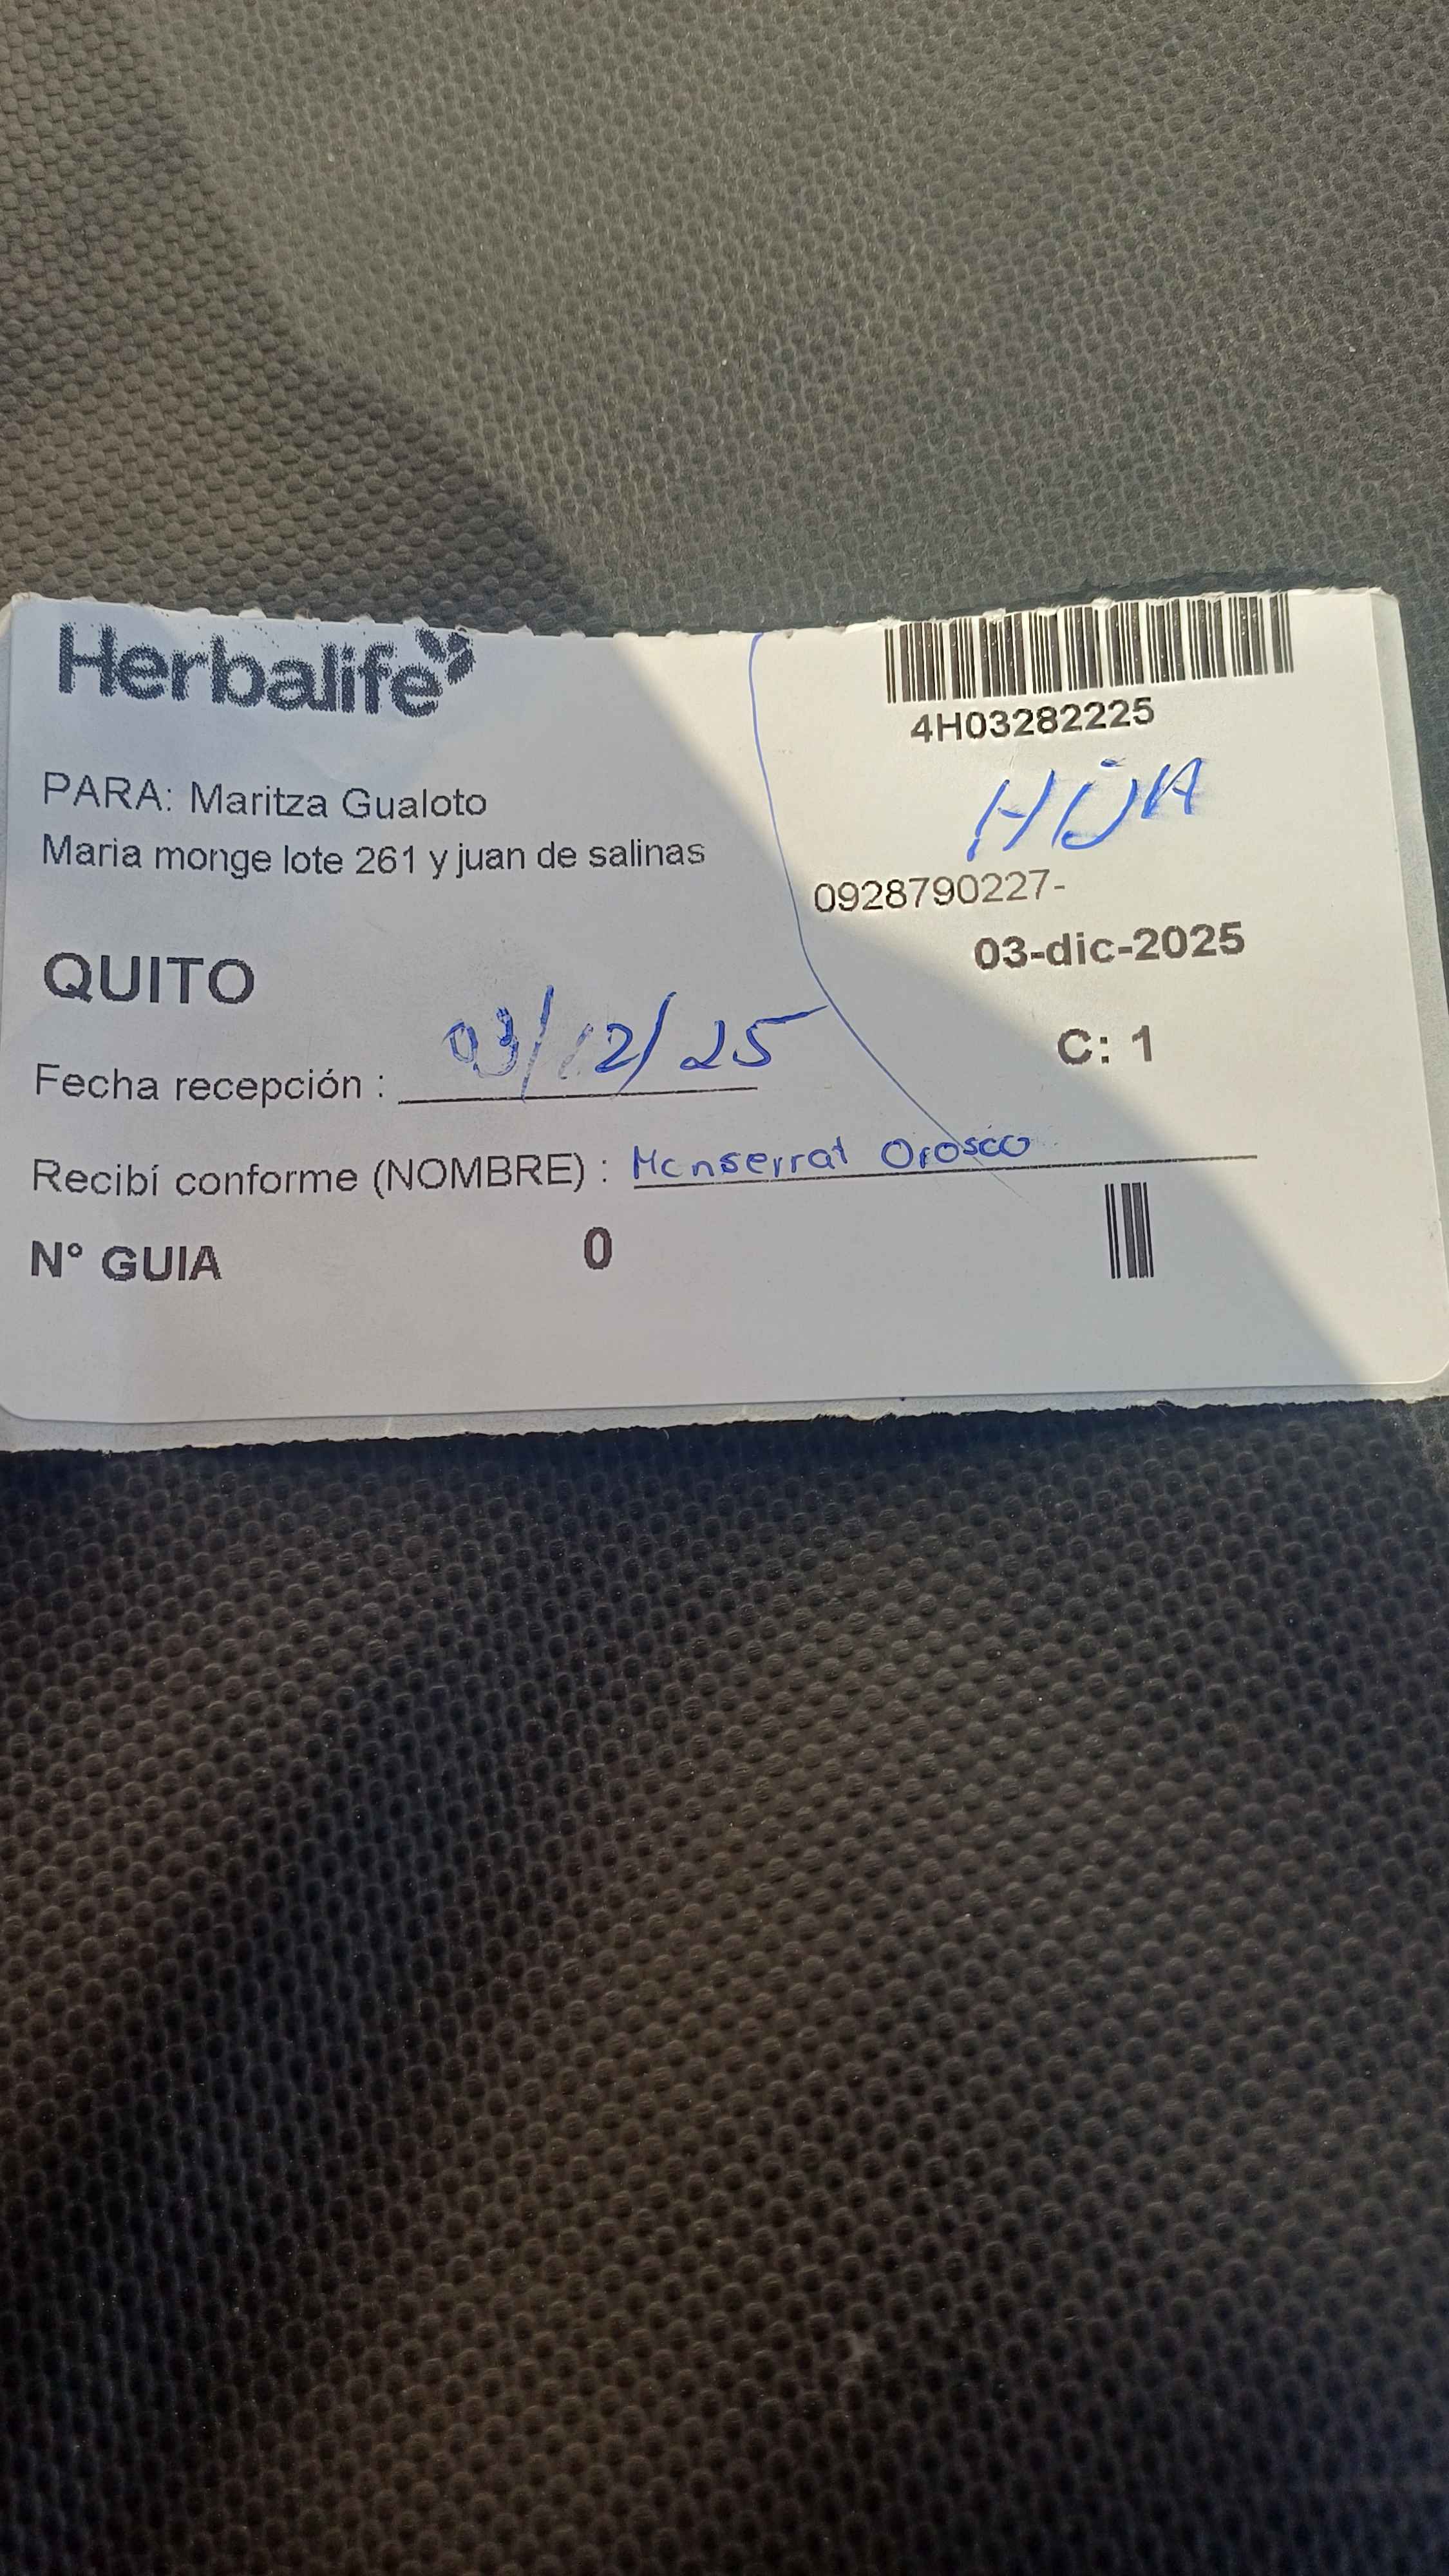 Herbalife
4H03282225
HIJA
PARA: Maritza Gualoto
Maria monge lote 261 y juan de salinas
0928790227-
03-dic-2025
QUITO
C: 1
Fecha recepción : 03/12/25
Recibí conforme (NOMBRE) : Monserrat Orosco
N° GUIA 0